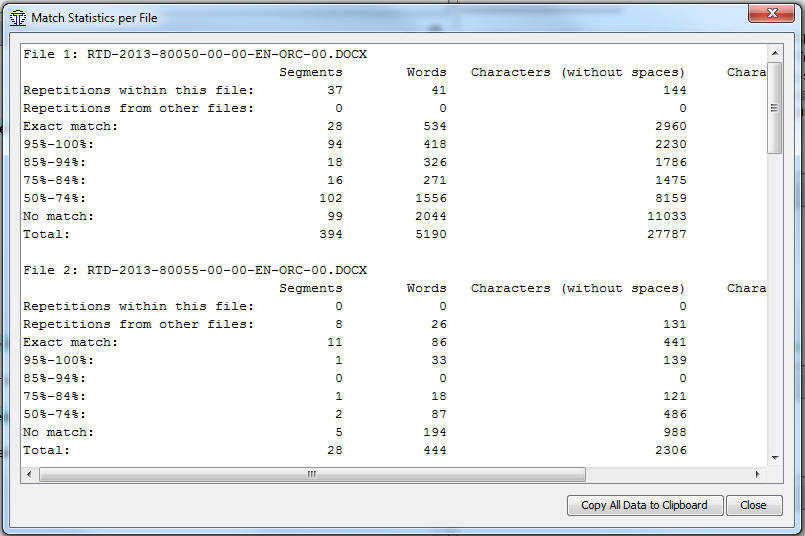 Match Statistics per File
File 1: RTD-2013-80050-00-00-EN-ORC-00.DOCX
Segments Words Characters (without spaces) Chara
Repetitions within this file: 37 41 144
Repetitions from other files: 0 0 0
Exact match: 28 534 2960
95%-100%: 94 418 2230
85%-94%: 18 326 1786
75%-84%: 16 271 1475
50%-74%: 102 1556 8159
No match: 99 2044 11033
Total: 394 5190 27787
File 2: RTD-2013-80055-00-00-EN-ORC-00.DOCX
Segments Words Characters (without spaces) Chara
Repetitions within this file: 0 0 0
Repetitions from other files: 8 26 131
Exact match: 11 86 441
95%-100%: 1 33 139
85%-94%: 0 0 0
75%-84%: 1 18 121
50%-74%: 2 87 486
No match: 5 194 988
Total: 28 444 2306
Copy All Data to Clipboard Close